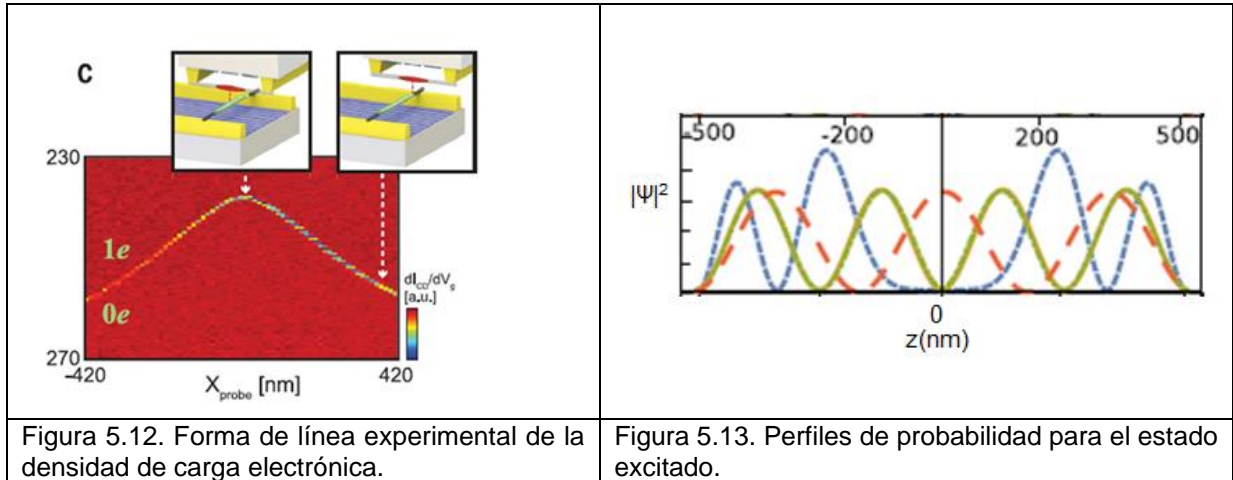 C
230
1e
0e
dI_CD/dV_g
[a.u.]
270
-420
X_probe [nm]
420
-500
-200
200
500
|Ψ|²
0
z(nm)
Figura 5.12. Forma de línea experimental de la
densidad de carga electrónica.
Figura 5.13. Perfiles de probabilidad para el estado
excitado.